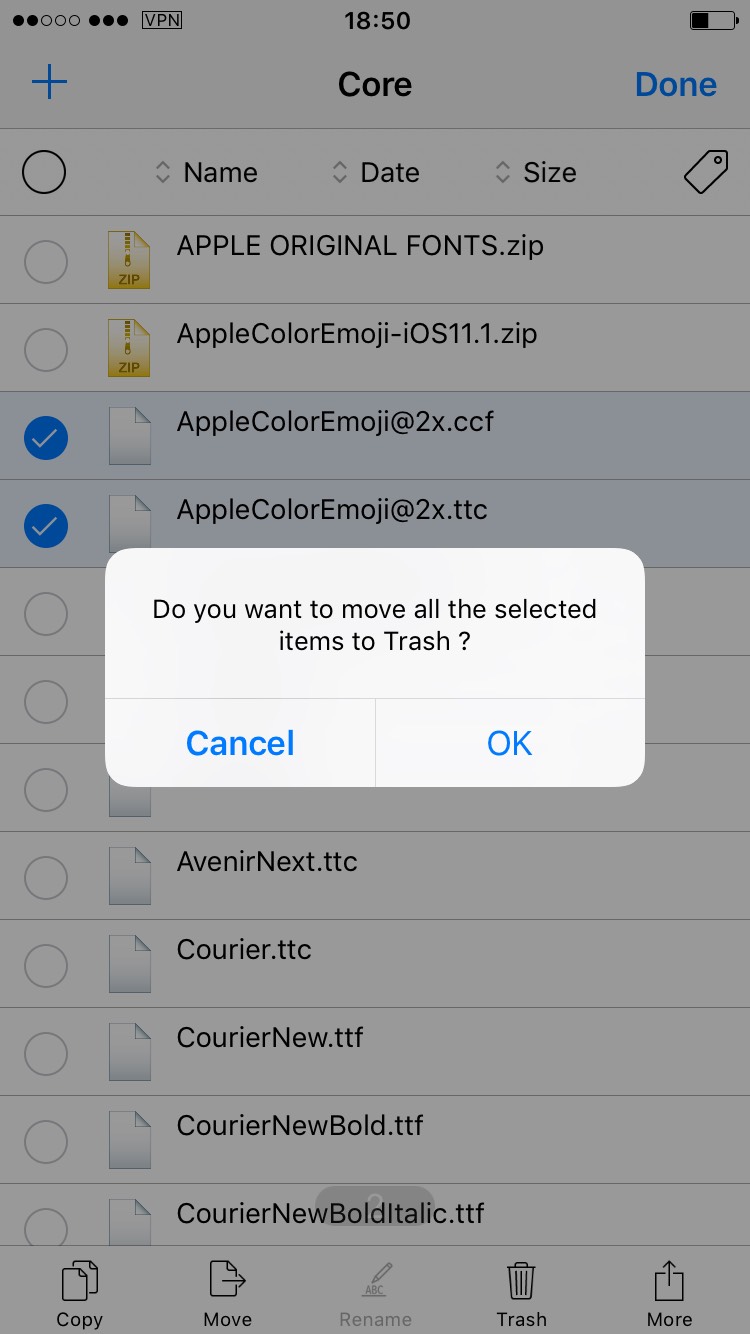 VPN 18:50
Core Done
Name Date Size
ZIP APPLE ORIGINAL FONTS.zip
ZIP AppleColorEmoji-iOS11.1.zip
AppleColorEmoji@2x.ccf
AppleColorEmoji@2x.ttc
Do you want to move all the selected
items to Trash ?
Cancel OK
AvenirNext.ttc
Courier.ttc
CourierNew.ttf
CourierNewBold.ttf
CourierNewBoldItalic.ttf
ABC
Copy Move Rename Trash More